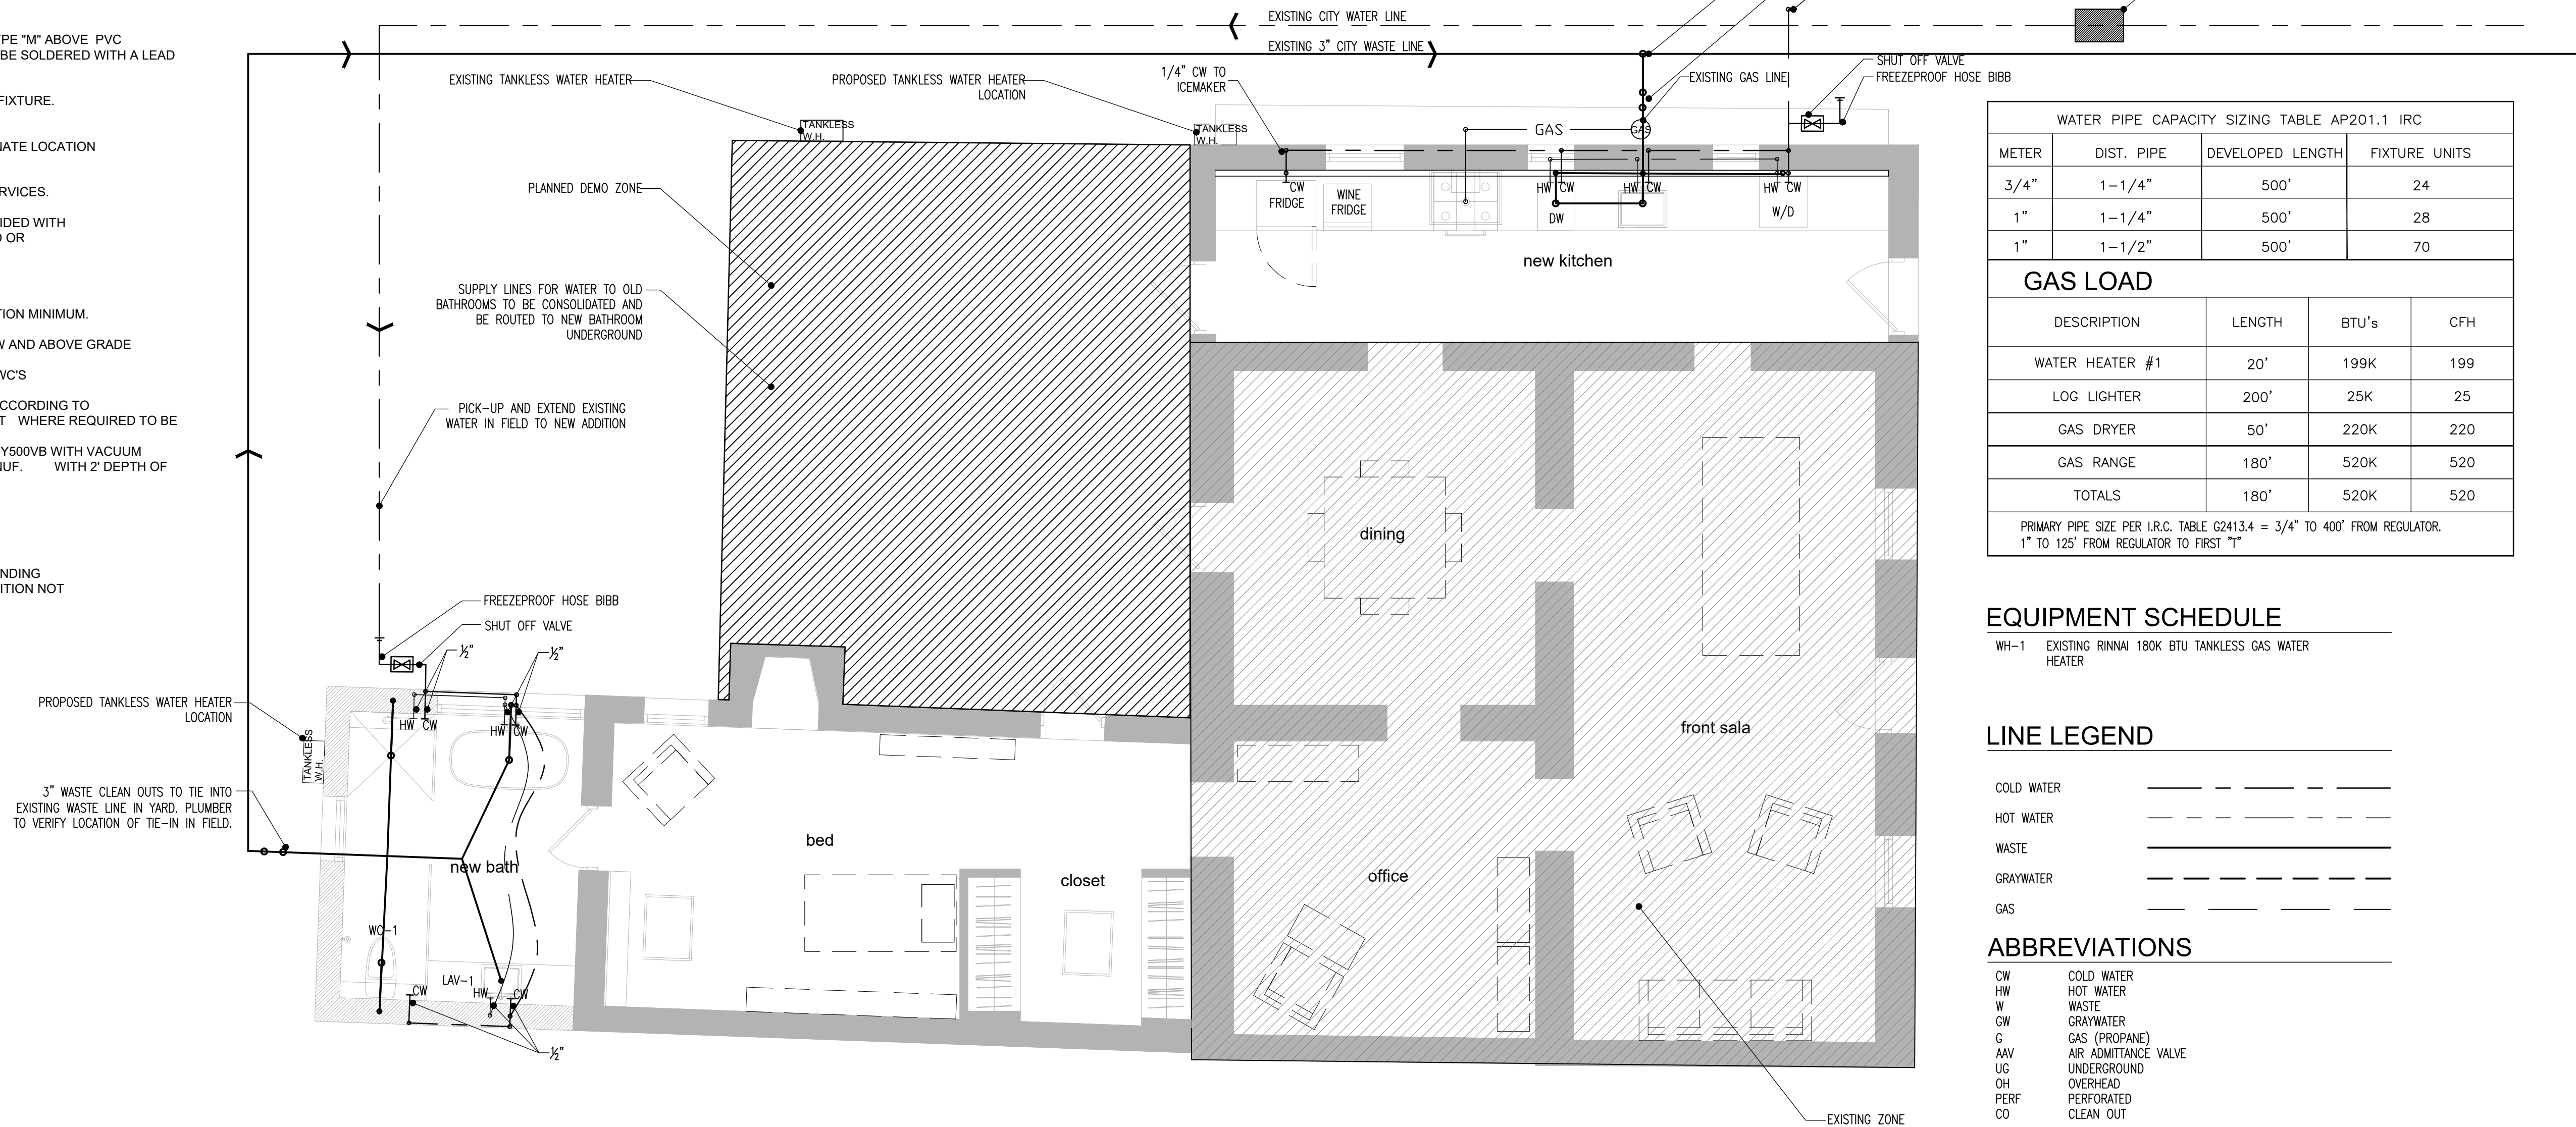 TYPE "M" ABOVE PVC
BE SOLDERED WITH A LEAD
FIXTURE.
NATE LOCATION
RVICES.
IDED WITH
O OR
TION MINIMUM.
W AND ABOVE GRADE
WC'S
CCORDING TO
T WHERE REQUIRED TO BE
Y500VB WITH VACUUM
NUF. WITH 2' DEPTH OF
NDING
ITION NOT
EXISTING CITY WATER LINE
EXISTING 3" CITY WASTE LINE
EXISTING TANKLESS WATER HEATER
TANKLESS
W.H.
PROPOSED TANKLESS WATER HEATER
LOCATION
TANKLESS
W.H.
1/4" CW TO
ICEMAKER
EXISTING GAS LINE
SHUT OFF VALVE
FREEZEPROOF HOSE BIBB
GAS
GAS
PLANNED DEMO ZONE
CW
FRIDGE
WINE
FRIDGE
HW CW
DW
HW CW
HW CW
W/D
new kitchen
SUPPLY LINES FOR WATER TO OLD
BATHROOMS TO BE CONSOLIDATED AND
BE ROUTED TO NEW BATHROOM
UNDERGROUND
PICK-UP AND EXTEND EXISTING
WATER IN FIELD TO NEW ADDITION
dining
front sala
office
FREEZEPROOF HOSE BIBB
SHUT OFF VALVE
½"
½"
PROPOSED TANKLESS WATER HEATER
LOCATION
TANKLESS
W.H.
HW CW
HW CW
3" WASTE CLEAN OUTS TO TIE INTO
EXISTING WASTE LINE IN YARD. PLUMBER
TO VERIFY LOCATION OF TIE-IN IN FIELD.
new bath
bed
closet
WC-1
LAV-1
CW
HW
CW
½"
EXISTING ZONE
WATER PIPE CAPACITY SIZING TABLE AP201.1 IRC
METER DIST. PIPE DEVELOPED LENGTH FIXTURE UNITS
3/4" 1-1/4" 500' 24
1" 1-1/4" 500' 28
1" 1-1/2" 500' 70
GAS LOAD
DESCRIPTION LENGTH BTU's CFH
WATER HEATER #1 20' 199K 199
LOG LIGHTER 200' 25K 25
GAS DRYER 50' 220K 220
GAS RANGE 180' 520K 520
TOTALS 180' 520K 520
PRIMARY PIPE SIZE PER I.R.C. TABLE G2413.4 = 3/4" TO 400' FROM REGULATOR.
1" TO 125' FROM REGULATOR TO FIRST "T"
EQUIPMENT SCHEDULE
WH-1 EXISTING RINNAI 180K BTU TANKLESS GAS WATER
HEATER
LINE LEGEND
COLD WATER
HOT WATER
WASTE
GRAYWATER
GAS
ABBREVIATIONS
CW COLD WATER
HW HOT WATER
W WASTE
GW GRAYWATER
G GAS (PROPANE)
AAV AIR ADMITTANCE VALVE
UG UNDERGROUND
OH OVERHEAD
PERF PERFORATED
CO CLEAN OUT